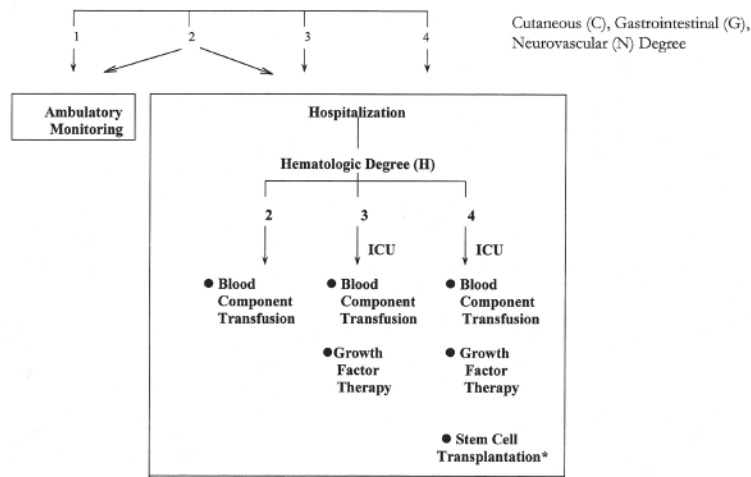 Cutaneous (C), Gastrointestinal (G),
Neurovascular (N) Degree
1 2 3 4
Ambulatory
Monitoring
Hospitalization
Hematologic Degree (H)
2 3 4
ICU ICU
● Blood
Component
Transfusion
● Blood
Component
Transfusion
● Growth
Factor
Therapy
● Blood
Component
Transfusion
● Growth
Factor
Therapy
● Stem Cell
Transplantation*